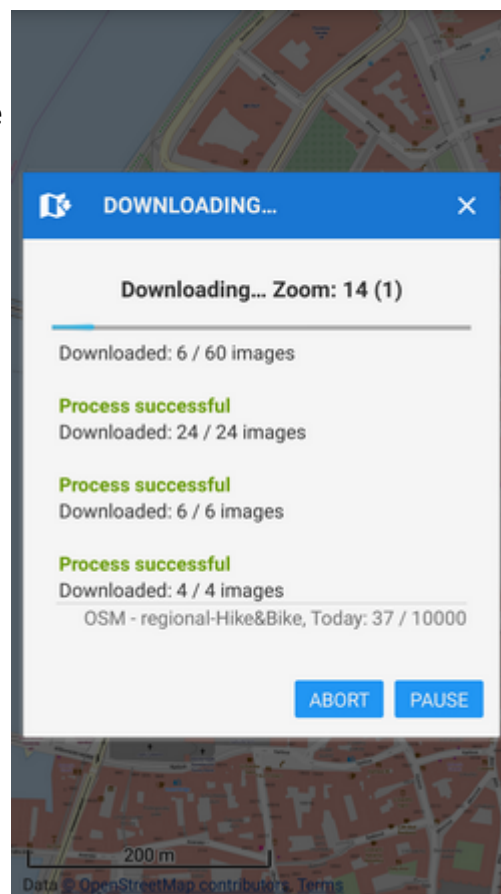 e
DOWNLOADING...
Downloading... Zoom: 14 (1)
Downloaded: 6 / 60 images
Process successful
Downloaded: 24 / 24 images
Process successful
Downloaded: 6 / 6 images
Process successful
Downloaded: 4 / 4 images
OSM - regional-Hike&Bike, Today: 37 / 10000
ABORT PAUSE
200 m
Data © OpenStreetMap contributors, Terms